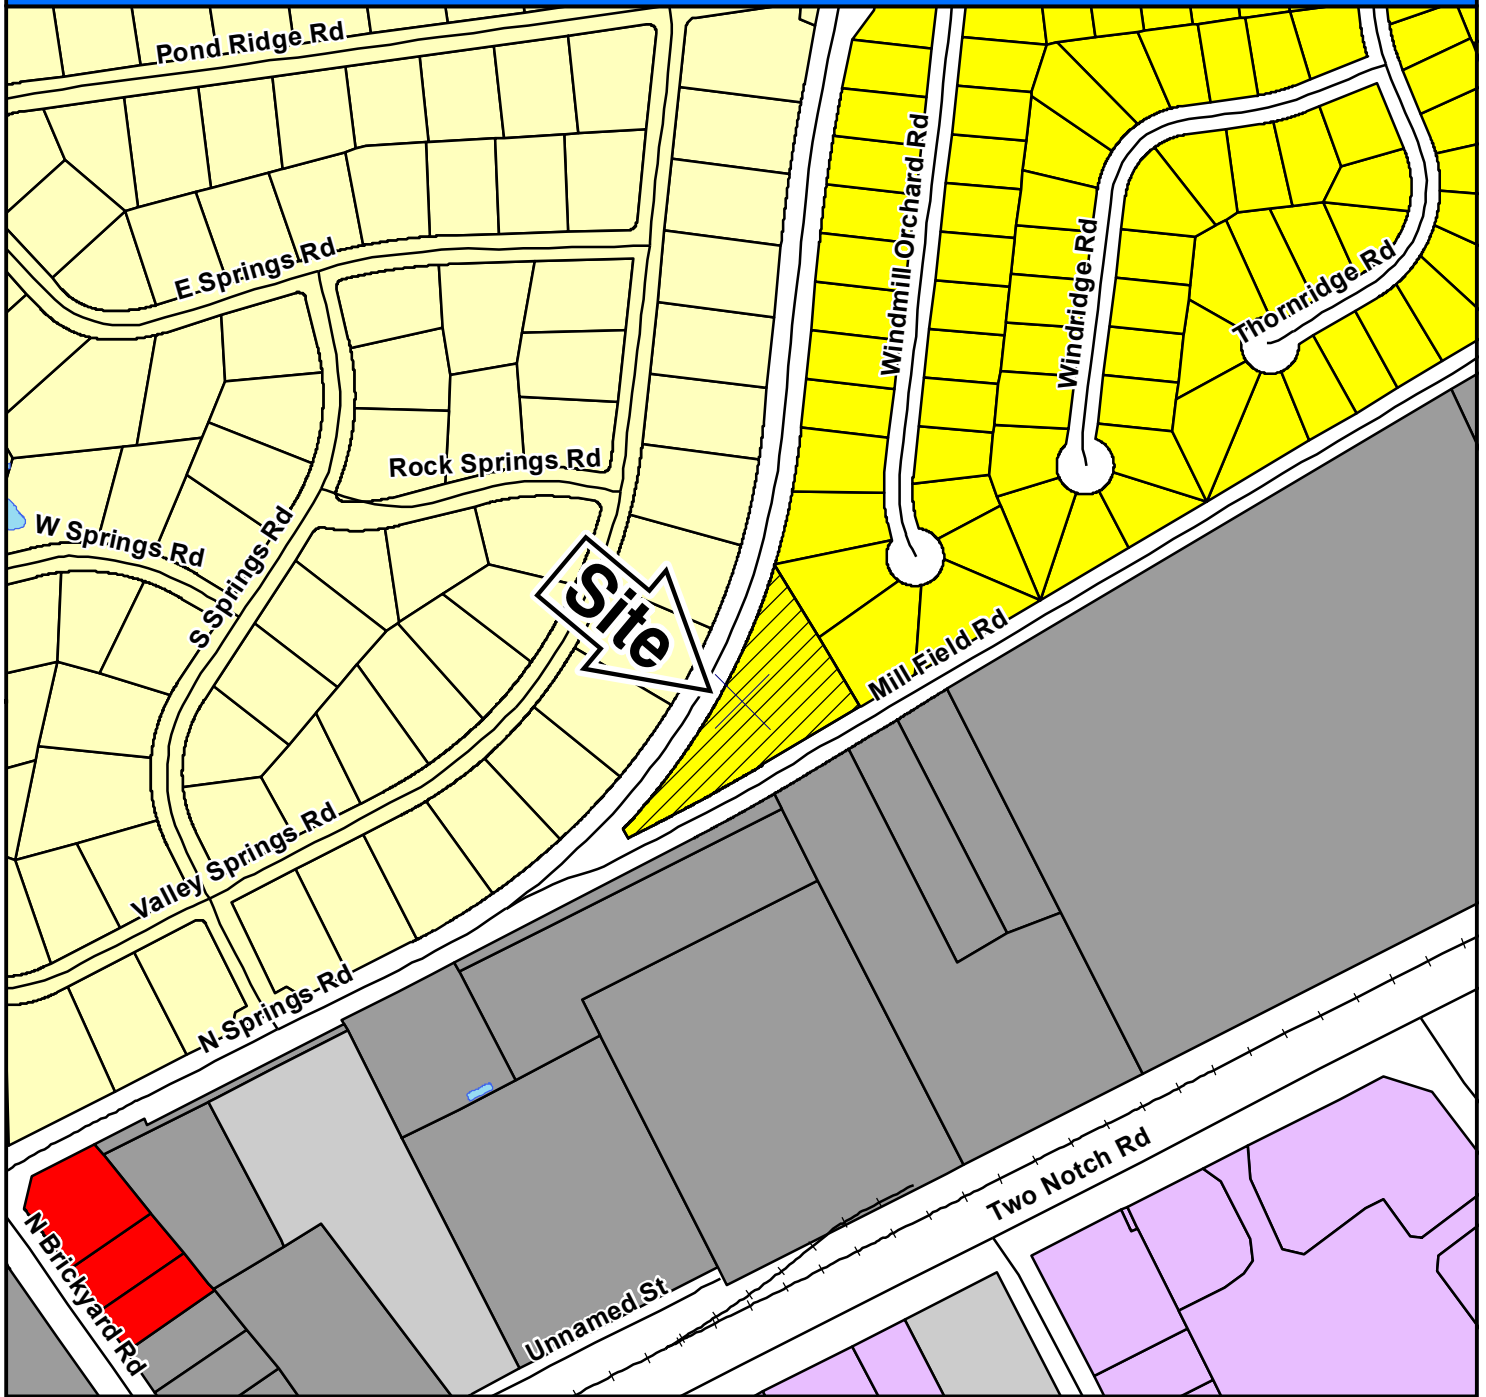 Pond Ridge Rd
Windmill Orchard Rd
Windridge Rd
Thornridge Rd
E Springs Rd
Rock Springs Rd
W Springs Rd
S Springs Rd
Site
Mill Field Rd
Valley Springs Rd
N Springs Rd
Two Notch Rd
N Brickyard Rd
Unnamed St